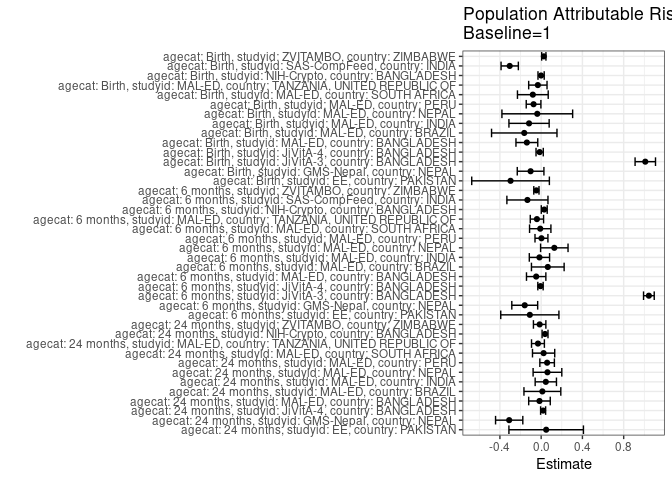 Population Attributable Ris
Baseline=1
agecat: Birth, studyid: ZVITAMBO, country: ZIMBABWE
agecat: Birth, studyid: SAS-CompFeed, country: INDIA
agecat: Birth, studyid: NIH-Crypto, country: BANGLADESH
agecat: Birth, studyid: MAL-ED, country: TANZANIA, UNITED REPUBLIC OF
agecat: Birth, studyid: MAL-ED, country: SOUTH AFRICA
agecat: Birth, studyid: MAL-ED, country: PERU
agecat: Birth, studyid: MAL-ED, country: NEPAL
agecat: Birth, studyid: MAL-ED, country: INDIA
agecat: Birth, studyid: MAL-ED, country: BRAZIL
agecat: Birth, studyid: MAL-ED, country: BANGLADESH
agecat: Birth, studyid: JiVitA-4, country: BANGLADESH
agecat: Birth, studyid: JiVitA-3, country: BANGLADESH
agecat: Birth, studyid: GMS-Nepal, country: NEPAL
agecat: Birth, studyid: EE, country: PAKISTAN
agecat: 6 months, studyid: ZVITAMBO, country: ZIMBABWE
agecat: 6 months, studyid: SAS-CompFeed, country: INDIA
agecat: 6 months, studyid: NIH-Crypto, country: BANGLADESH
agecat: 6 months, studyid: MAL-ED, country: TANZANIA, UNITED REPUBLIC OF
agecat: 6 months, studyid: MAL-ED, country: SOUTH AFRICA
agecat: 6 months, studyid: MAL-ED, country: PERU
agecat: 6 months, studyid: MAL-ED, country: NEPAL
agecat: 6 months, studyid: MAL-ED, country: INDIA
agecat: 6 months, studyid: MAL-ED, country: BRAZIL
agecat: 6 months, studyid: MAL-ED, country: BANGLADESH
agecat: 6 months, studyid: JiVitA-4, country: BANGLADESH
agecat: 6 months, studyid: JiVitA-3, country: BANGLADESH
agecat: 6 months, studyid: GMS-Nepal, country: NEPAL
agecat: 6 months, studyid: EE, country: PAKISTAN
agecat: 24 months, studyid: ZVITAMBO, country: ZIMBABWE
agecat: 24 months, studyid: NIH-Crypto, country: BANGLADESH
agecat: 24 months, studyid: MAL-ED, country: TANZANIA, UNITED REPUBLIC OF
agecat: 24 months, studyid: MAL-ED, country: SOUTH AFRICA
agecat: 24 months, studyid: MAL-ED, country: PERU
agecat: 24 months, studyid: MAL-ED, country: NEPAL
agecat: 24 months, studyid: MAL-ED, country: INDIA
agecat: 24 months, studyid: MAL-ED, country: BRAZIL
agecat: 24 months, studyid: MAL-ED, country: BANGLADESH
agecat: 24 months, studyid: JiVitA-4, country: BANGLADESH
agecat: 24 months, studyid: GMS-Nepal, country: NEPAL
agecat: 24 months, studyid: EE, country: PAKISTAN
-0.4 0.0 0.4 0.8
Estimate